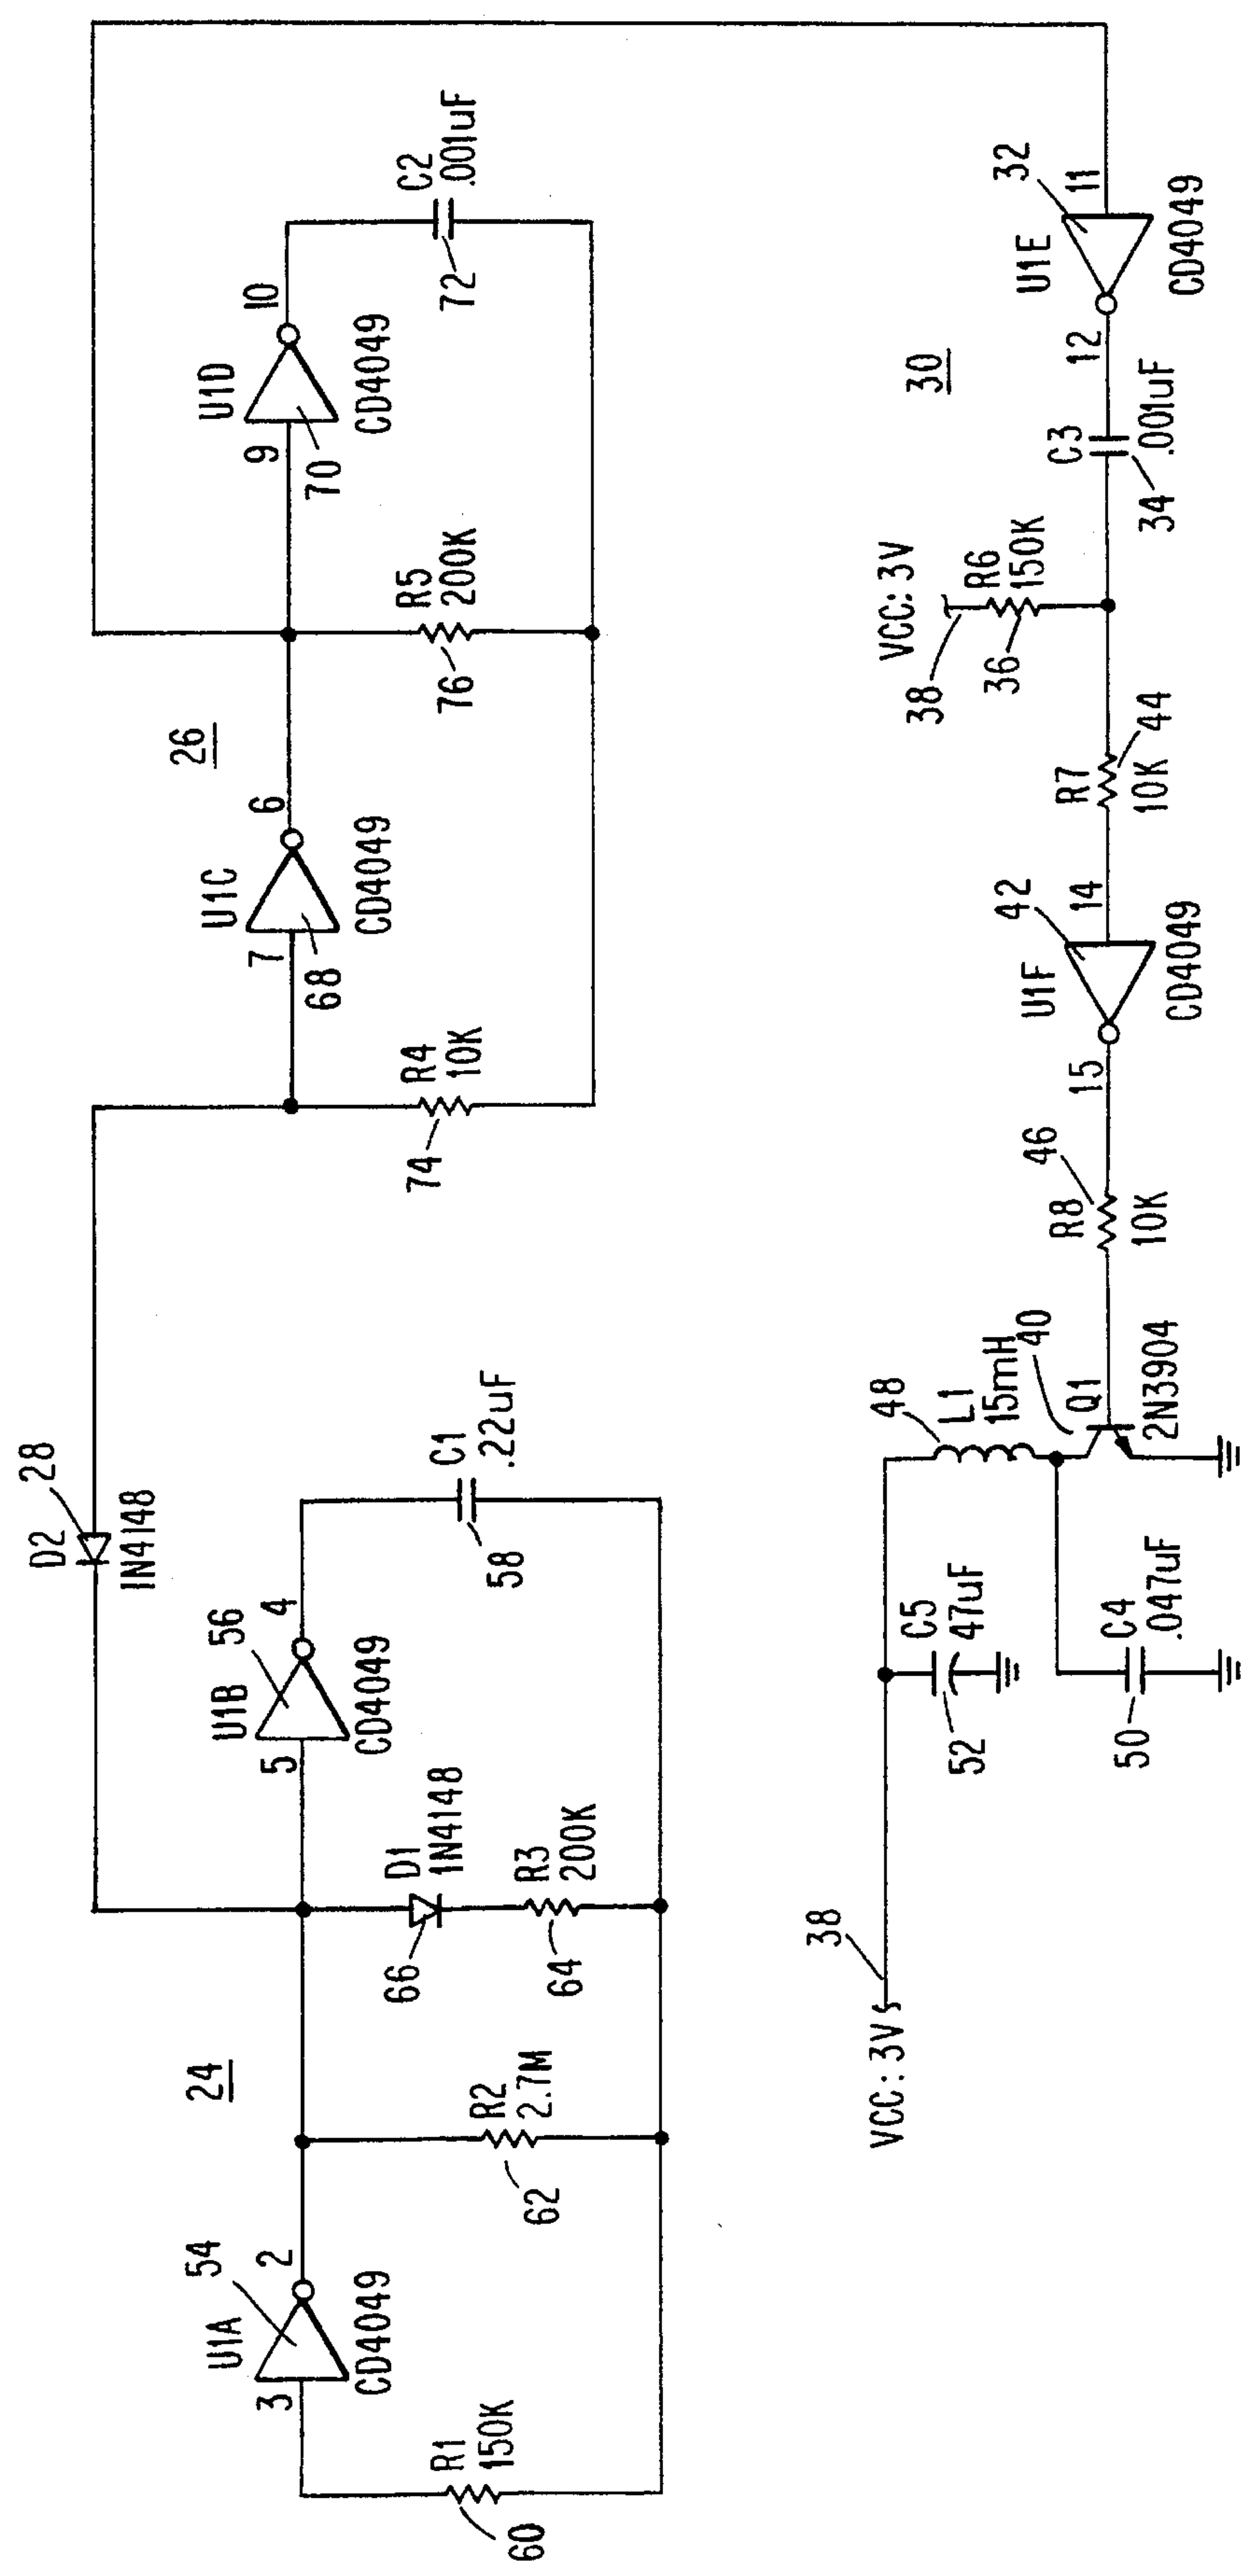 D2
28
1N4148
24
26
U1A
54
3
2
CD4049
R1
150K
60
R2
2.7M
62
D1
1N4148
66
R3
200K
64
U1B
56
5
4
CD4049
C1
.22uF
58
U1C
7
6
68
CD4049
R4
10K
74
R5
200K
76
U1D
9
10
70
CD4049
C2
.001uF
72
VCC:3V
38
C5
47uF
52
L1
15mH
48
C4
.047uF
50
Q1
40
2N3904
R8
46
10K
U1F
42
15
14
CD4049
R7
44
10K
VCC:3V
38
R6
150K
36
30
C3
.001uF
34
U1E
32
12
11
CD4049